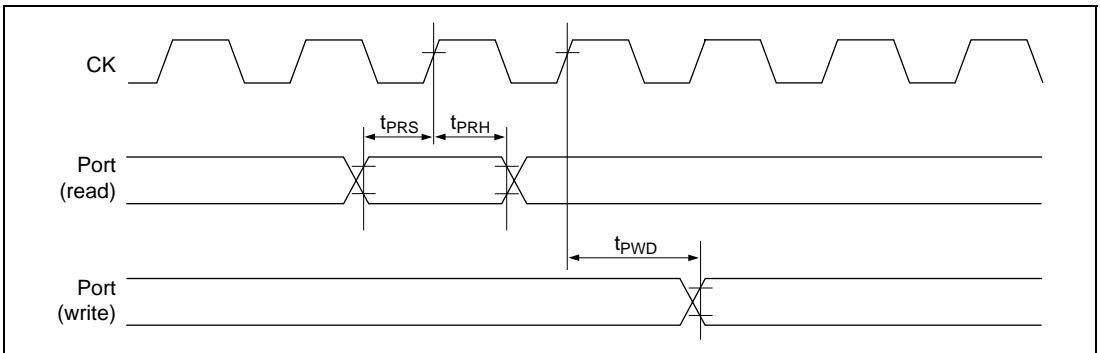 CK
tPRS tPRH
Port
(read)
tPWD
Port
(write)